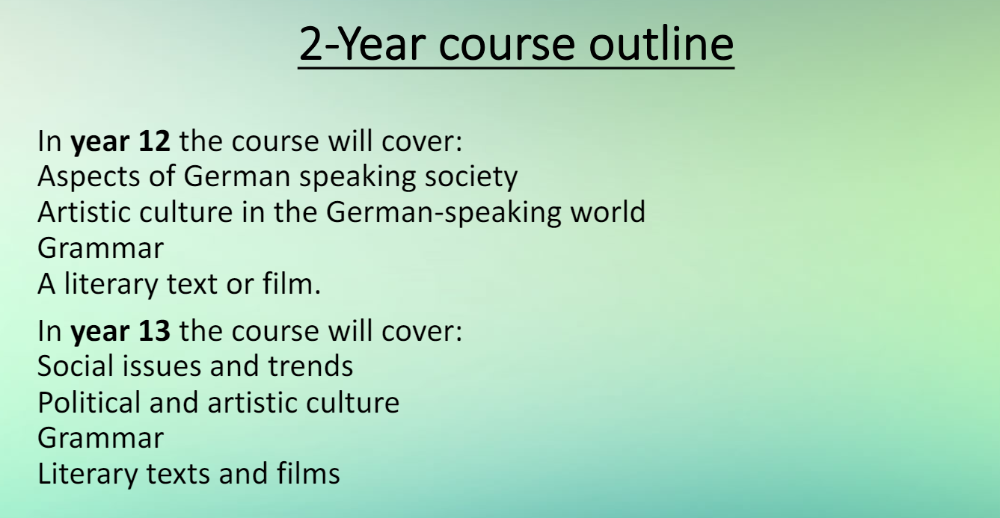 2-Year course outline
In year 12 the course will cover:
Aspects of German speaking society
Artistic culture in the German-speaking world
Grammar
A literary text or film.
In year 13 the course will cover:
Social issues and trends
Political and artistic culture
Grammar
Literary texts and films